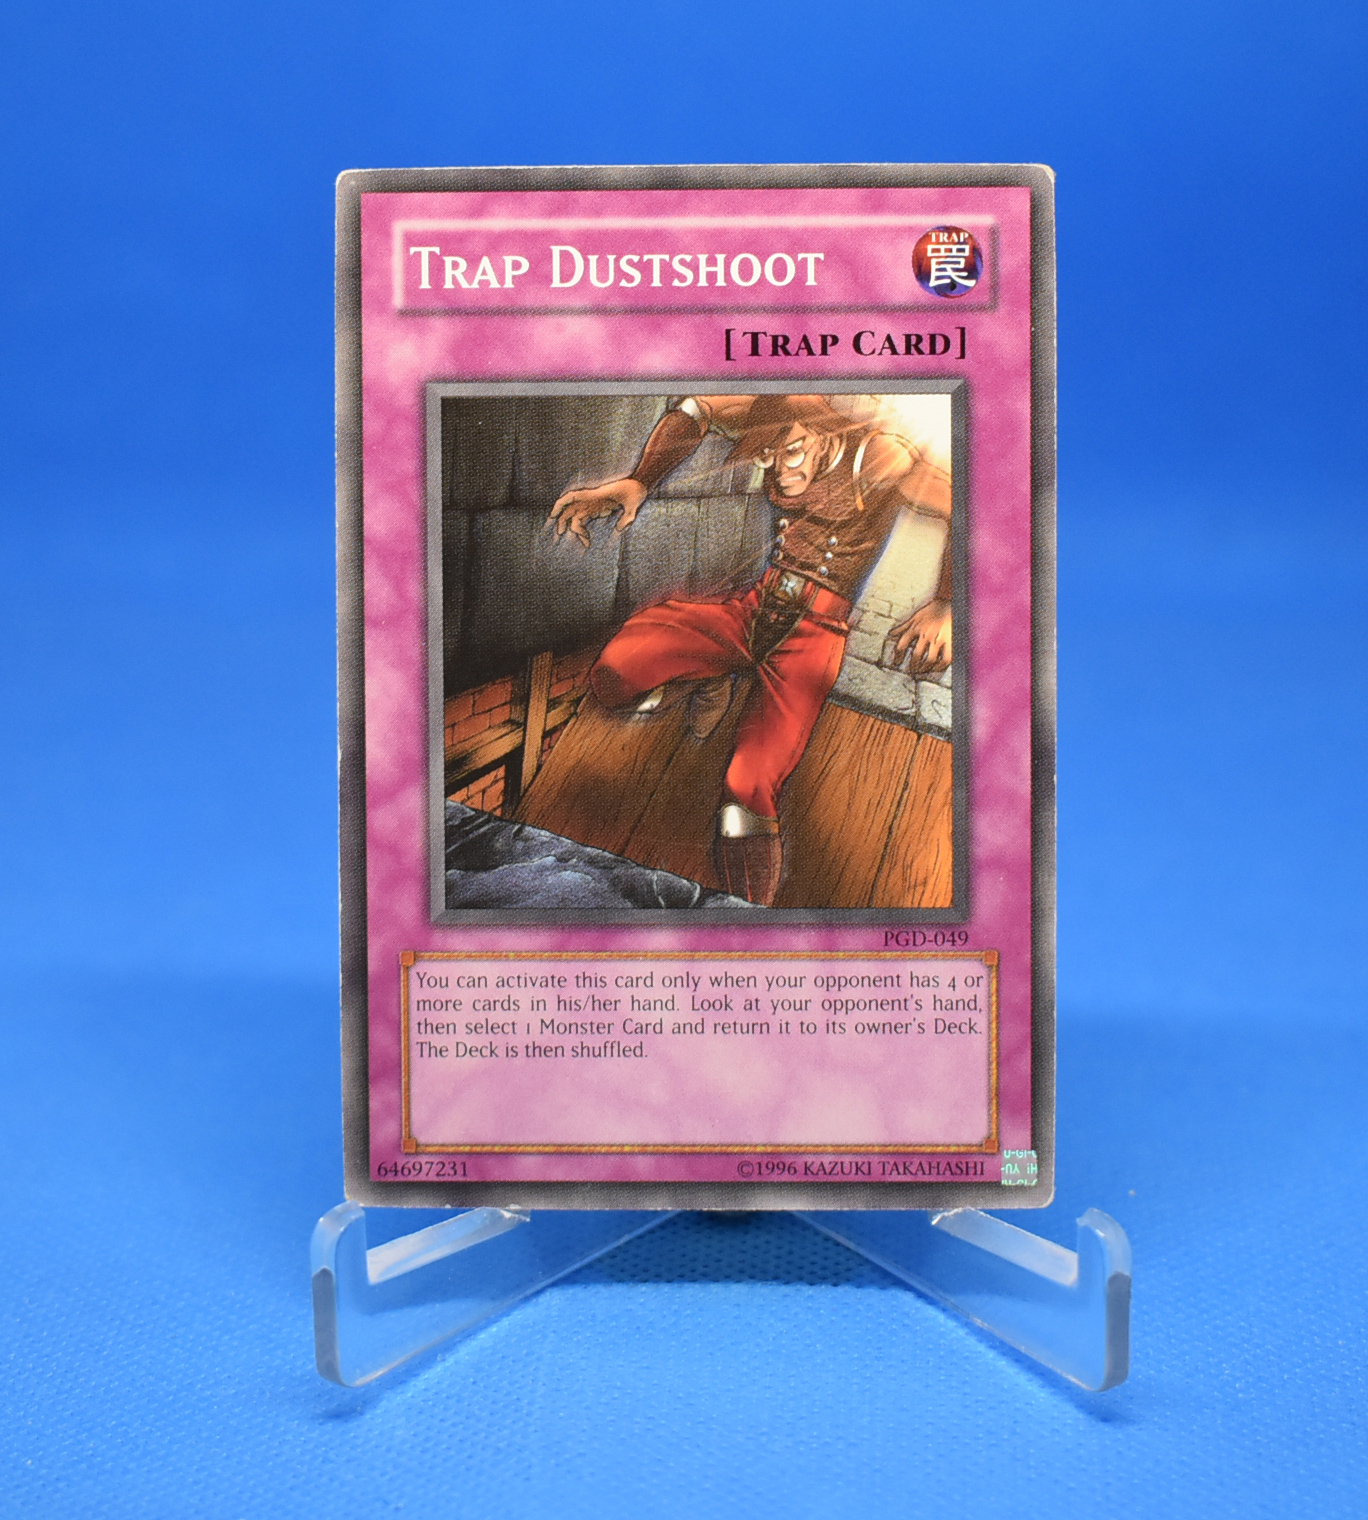 TRAP DUSTSHOOT
TRAP
罠
[TRAP CARD]
PGD-049
You can activate this card only when your opponent has 4 or
more cards in his/her hand. Look at your opponent's hand,
then select 1 Monster Card and return it to its owner's Deck.
The Deck is then shuffled.
64697231
©1996 KAZUKI TAKAHASHI